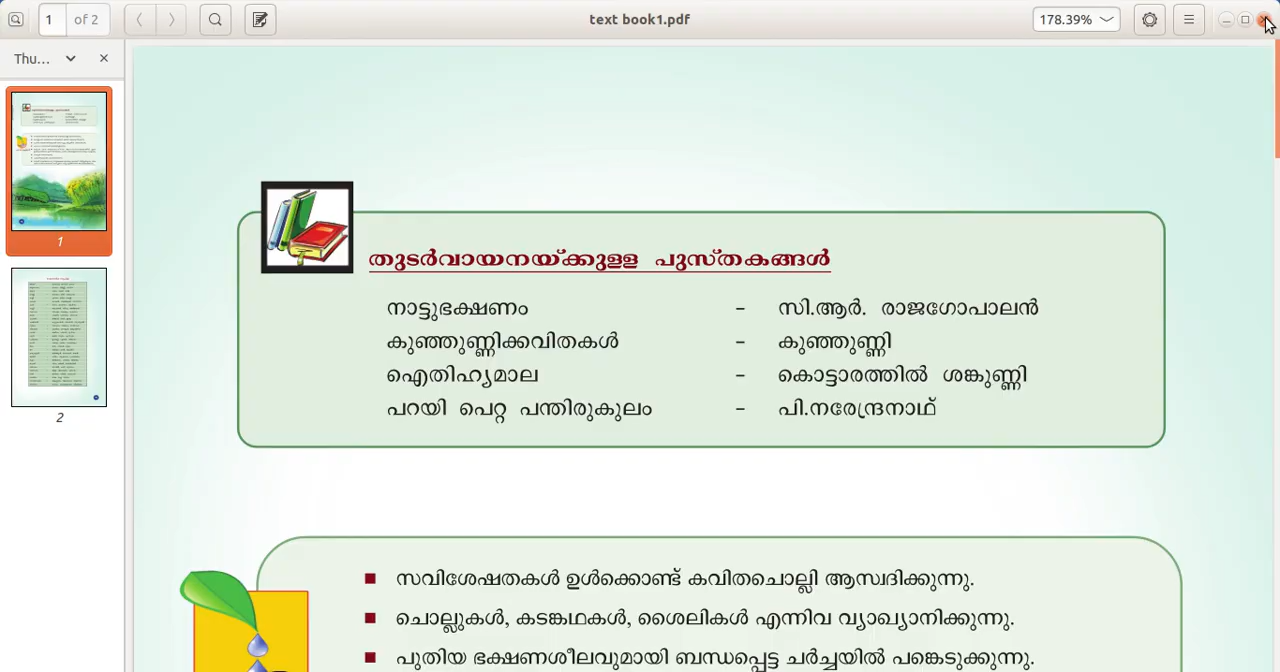 1 of 2 text book1.pdf 178.39%
Thu...
1
2
തുടർവായനയ്ക്കുള്ള പുസ്തകങ്ങൾ
നാട്ടുഭക്ഷണം – സി.ആർ. രാജഗോപാലൻ
കുഞ്ഞുണ്ണിക്കവിതകൾ – കുഞ്ഞുണ്ണി
ഐതിഹ്യമാല – കൊട്ടാരത്തിൽ ശങ്കുണ്ണി
പറയി പെറ്റ പന്തിരുകുലം – പി.നരേന്ദ്രനാഥ്
■ സവിശേഷതകൾ ഉൾക്കൊണ്ട് കവിതചൊല്ലി ആസ്വദിക്കുന്നു.
■ ചൊല്ലുകൾ, കടങ്കഥകൾ, ശൈലികൾ എന്നിവ വ്യാഖ്യാനിക്കുന്നു.
■ പുതിയ ഭക്ഷണശീലവുമായി ബന്ധപ്പെട്ട ചർച്ചയിൽ പങ്കെടുക്കുന്നു.